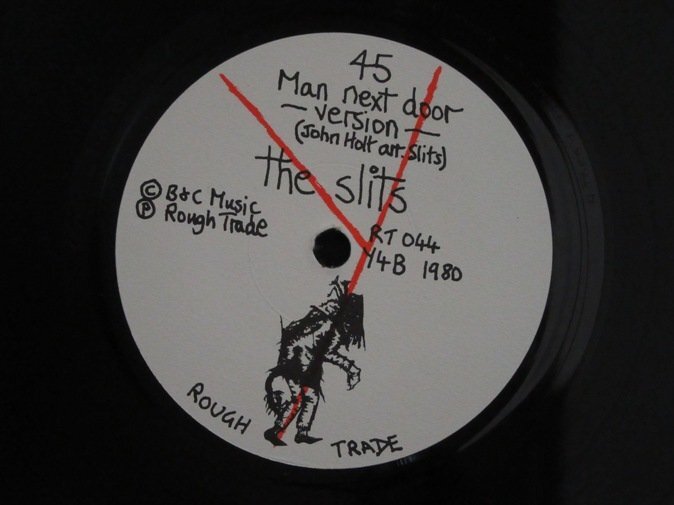 45
Man next door
- version -
(John Holt arr. Slits)
the slits
© B&C Music
℗ Rough Trade
RT 044
Y4B 1980
ROUGH TRADE